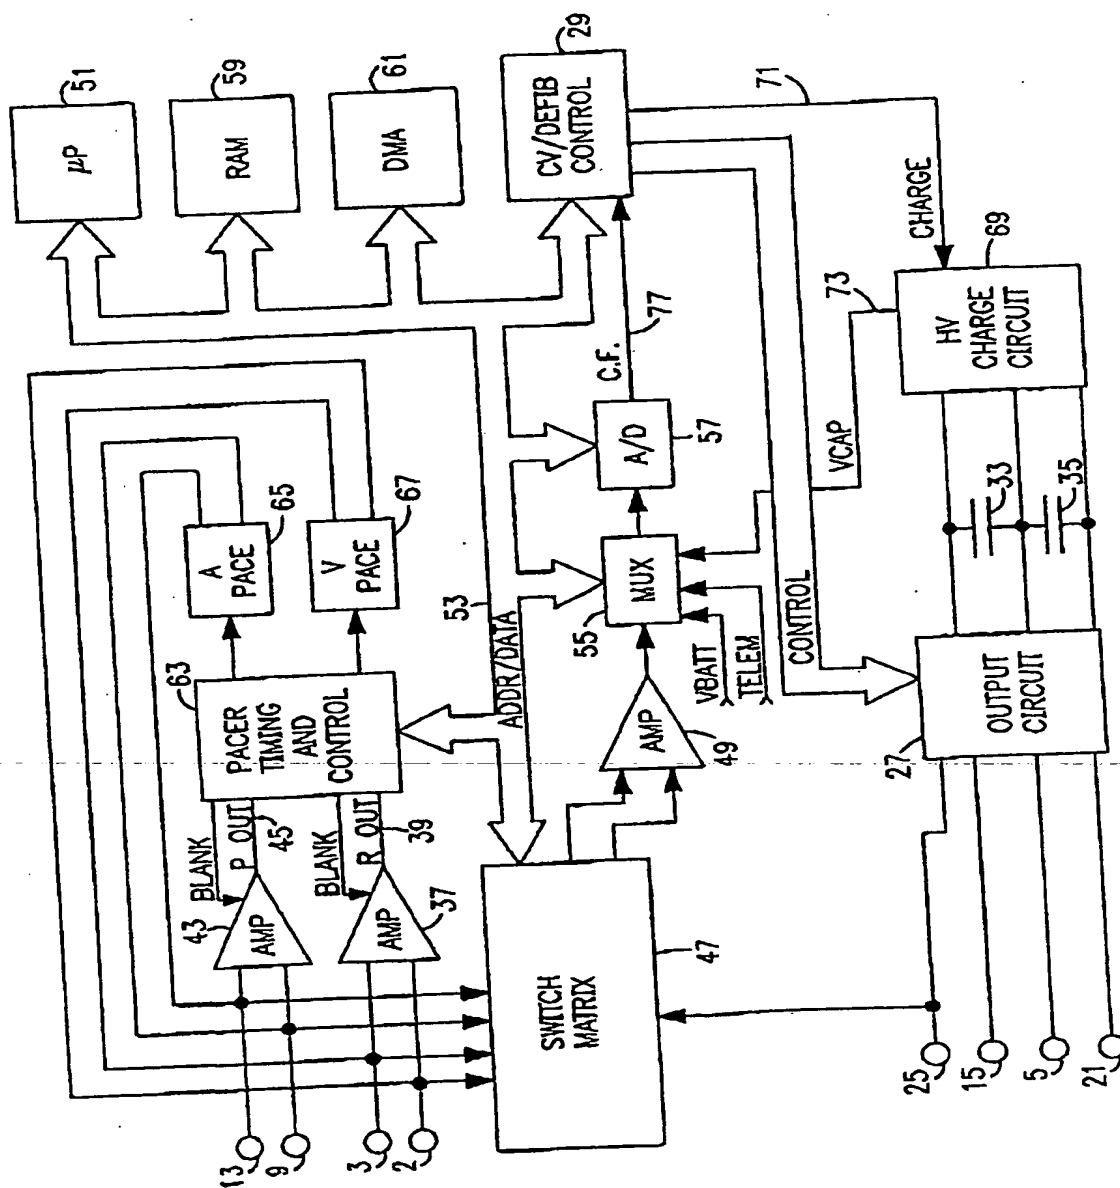 51
µP
59
RAM
61
DMA
29
CV/DEFIB
CONTROL
71
CHARGE
69
HV
CHARGE
CIRCUIT
73
VCAP
77
C.F.
A/D
57
MUX
55
VBATT
TELEM
CONTROL
33
35
65
A
PACE
67
V
PACE
53
ADDR/DATA
63
PACER
TIMING
AND
CONTROL
BLANK
P OUT
45
BLANK
R OUT
39
43
AMP
AMP
37
AMP
49
27
OUTPUT
CIRCUIT
SWITCH
MATRIX
47
13
9
3
2
25
15
5
21